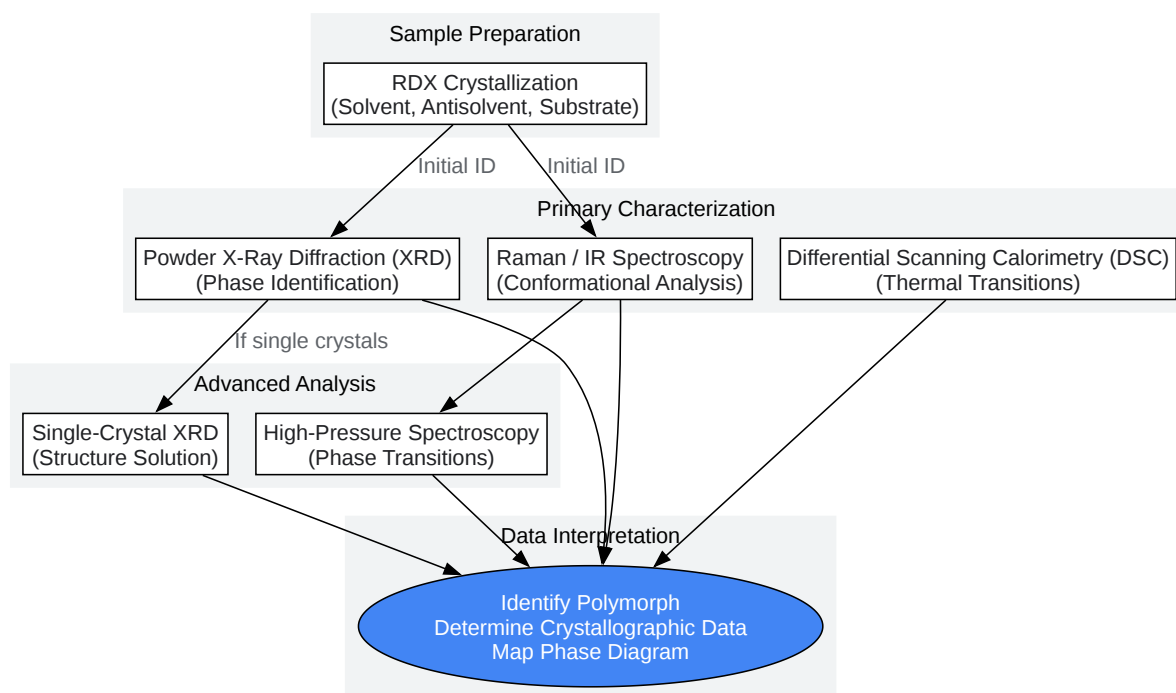 Sample Preparation
RDX Crystallization
(Solvent, Antisolvent, Substrate)
Initial ID
Initial ID
Primary Characterization
Powder X-Ray Diffraction (XRD)
(Phase Identification)
Raman / IR Spectroscopy
(Conformational Analysis)
Differential Scanning Calorimetry (DSC)
(Thermal Transitions)
If single crystals
Advanced Analysis
Single-Crystal XRD
(Structure Solution)
High-Pressure Spectroscopy
(Phase Transitions)
Data Interpretation
Identify Polymorph
Determine Crystallographic Data
Map Phase Diagram